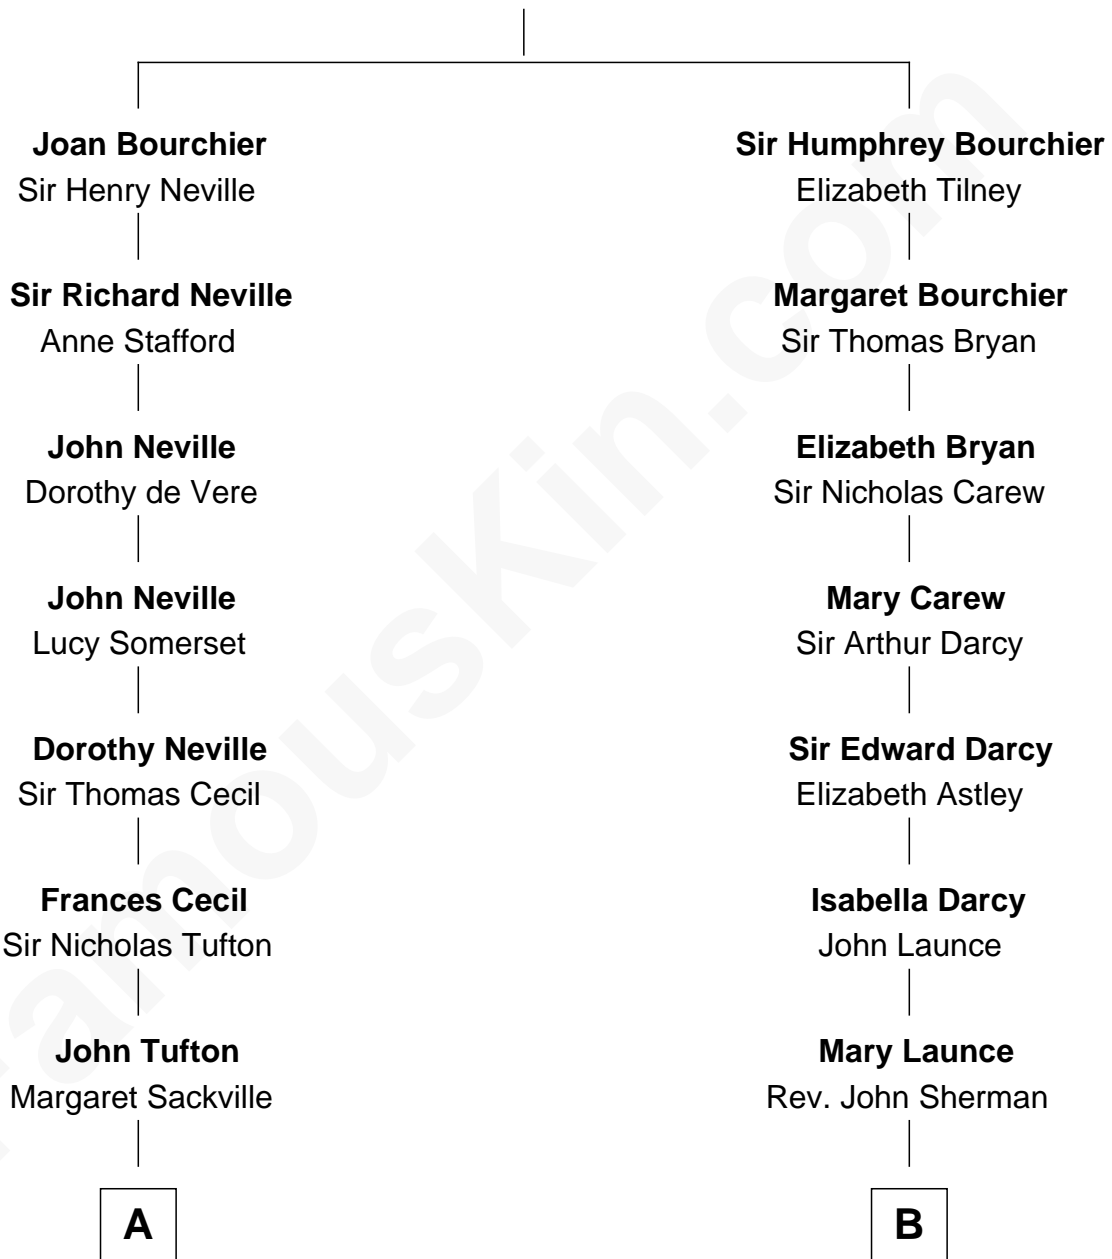 Joan Bourchier
Sir Henry Neville
Sir Richard Neville
Anne Stafford
John Neville
Dorothy de Vere
John Neville
Lucy Somerset
Dorothy Neville
Sir Thomas Cecil
Frances Cecil
Sir Nicholas Tufton
John Tufton
Margaret Sackville
A
Sir Humphrey Bourchier
Elizabeth Tilney
Margaret Bourchier
Sir Thomas Bryan
Elizabeth Bryan
Sir Nicholas Carew
Mary Carew
Sir Arthur Darcy
Sir Edward Darcy
Elizabeth Astley
Isabella Darcy
John Launce
Mary Launce
Rev. John Sherman
B
FamousKin.com